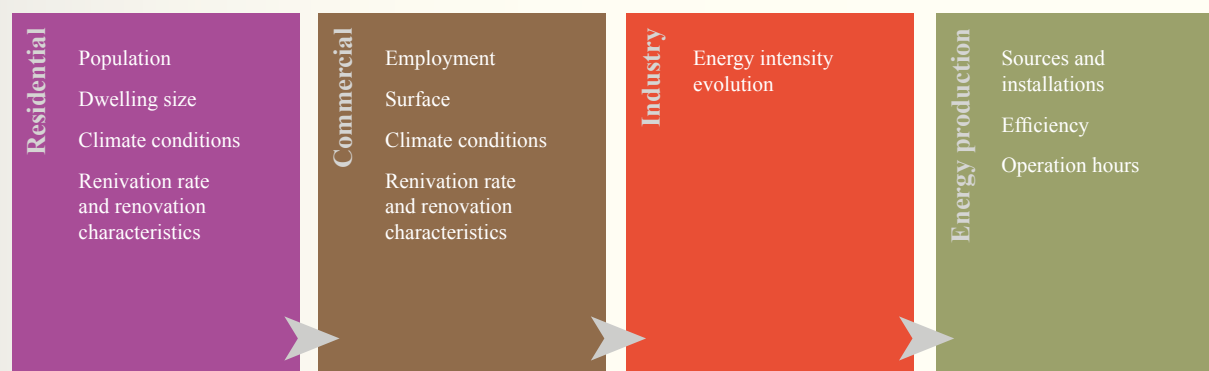 Residential
Population
Dwelling size
Climate conditions
Renivation rate
and renovation
characteristics
Commercial
Employment
Surface
Climate conditions
Renivation rate
and renovation
characteristics
Industry
Energy intensity
evolution
Energy production
Sources and
installations
Efficiency
Operation hours